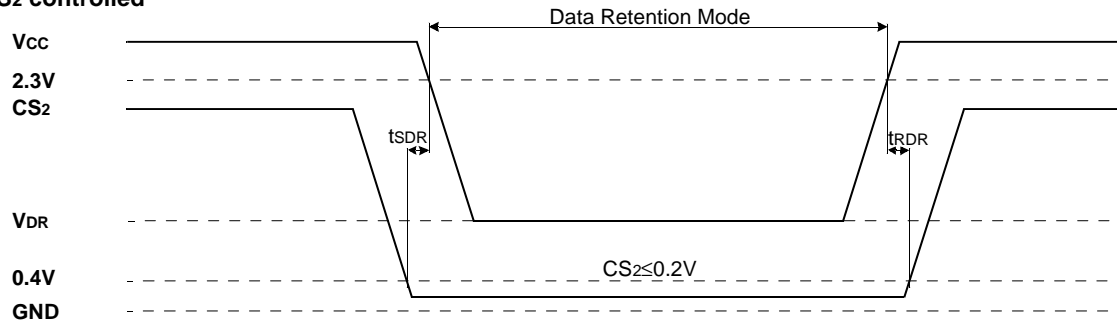 S2 controlled
Data Retention Mode
VCC
2.3V
CS2
tSDR
tRDR
VDR
CS2≤0.2V
0.4V
GND